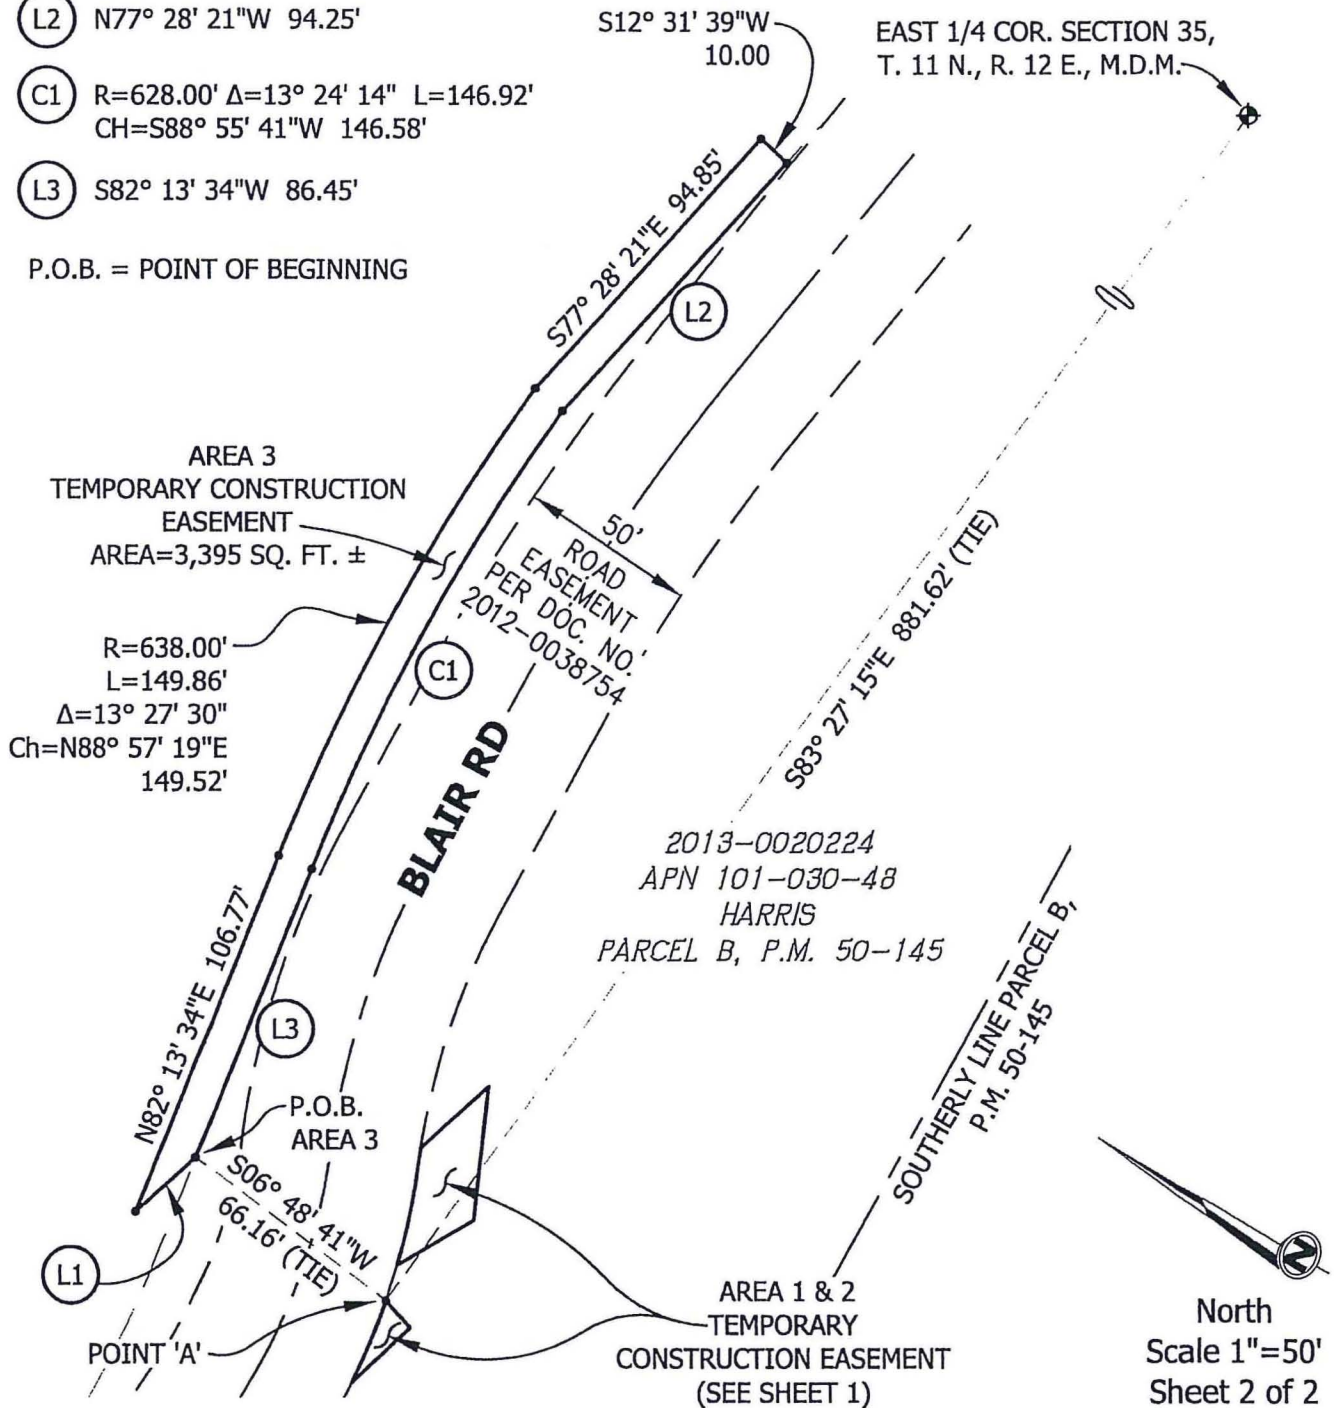 L2 N77° 28' 21"W 94.25'
C1 R=628.00' Δ=13° 24' 14" L=146.92'
CH=S88° 55' 41"W 146.58'
L3 S82° 13' 34"W 86.45'
P.O.B. = POINT OF BEGINNING
S12° 31' 39"W
10.00
EAST 1/4 COR. SECTION 35,
T. 11 N., R. 12 E., M.D.M.
S77° 28' 21"E 94.85'
L2
AREA 3
TEMPORARY CONSTRUCTION
EASEMENT
AREA=3,395 SQ. FT. ±
50'
ROAD
EASEMENT
PER DOC. NO.
2012-0038754
S83° 27' 15"E 881.62' (TIE)
R=638.00'
L=149.86'
Δ=13° 27' 30"
Ch=N88° 57' 19"E
149.52'
C1
BLAIR RD
2013-0020224
APN 101-030-48
HARRIS
PARCEL B, P.M. 50-145
N82° 13' 34"E 106.77'
L3
SOUTHERLY LINE PARCEL B,
P.M. 50-145
P.O.B.
AREA 3
S06° 48' 41"W
66.16' (TIE)
L1
POINT 'A'
AREA 1 & 2
TEMPORARY
CONSTRUCTION EASEMENT
(SEE SHEET 1)
N
North
Scale 1"=50'
Sheet 2 of 2